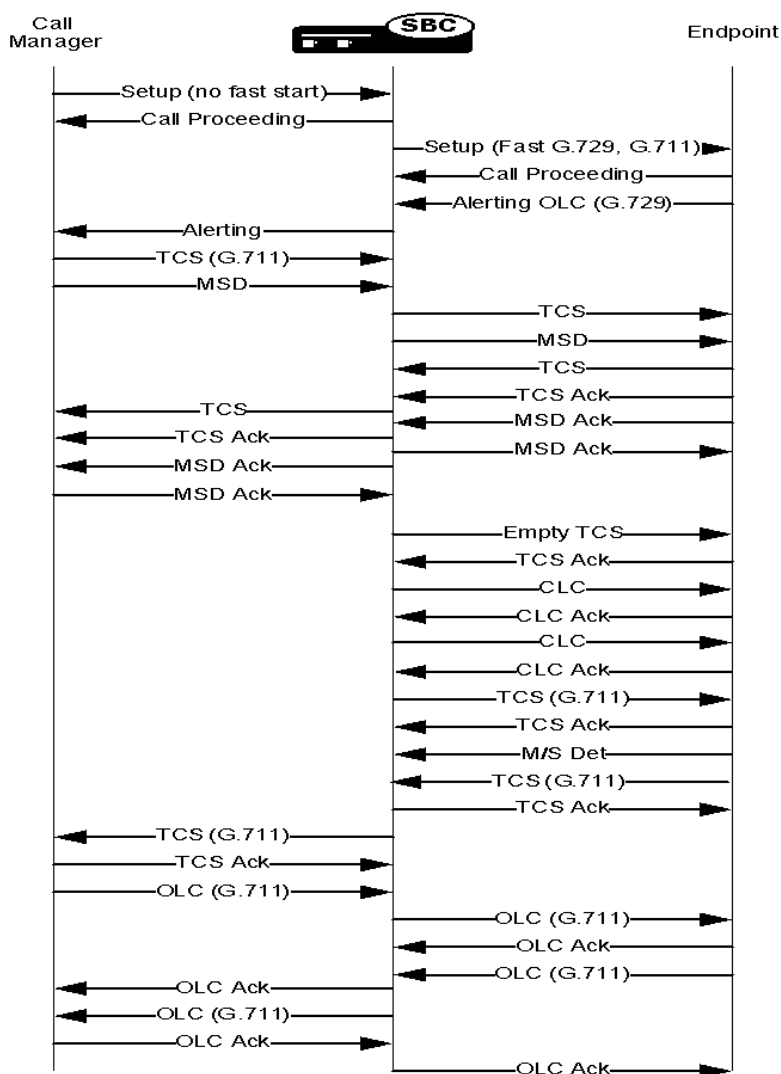 Call
Manager
SBC
Endpoint
Setup (no fast start)
Call Proceeding
Setup (Fast G.729, G.711)
Call Proceeding
Alerting OLC (G.729)
Alerting
TCS (G.711)
MSD
TCS
MSD
TCS
TCS Ack
TCS
MSD Ack
TCS Ack
MSD Ack
MSD Ack
MSD Ack
Empty TCS
TCS Ack
CLC
CLC Ack
CLC
CLC Ack
TCS (G.711)
TCS Ack
M/S Det
TCS (G.711)
TCS Ack
TCS (G.711)
TCS Ack
OLC (G.711)
OLC (G.711)
OLC Ack
OLC (G.711)
OLC Ack
OLC (G.711)
OLC Ack
OLC Ack